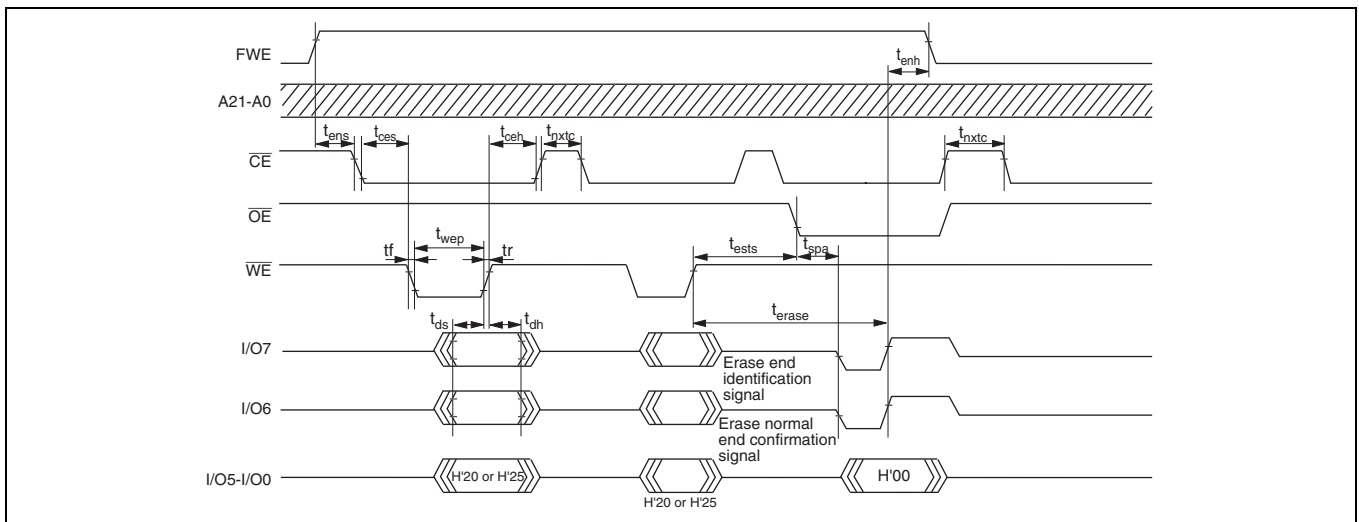 FWE
t_enh
A21-A0
t_ens t_ces t_ceh t_nxtc t_nxtc
CE
OE
tf t_wep tr t_ests t_spa
WE
t_erase
t_ds t_dh
I/O7
Erase end
identification
signal
I/O6
Erase normal
end confirmation
signal
I/O5-I/O0 H'20 or H'25 H'00
H'20 or H'25